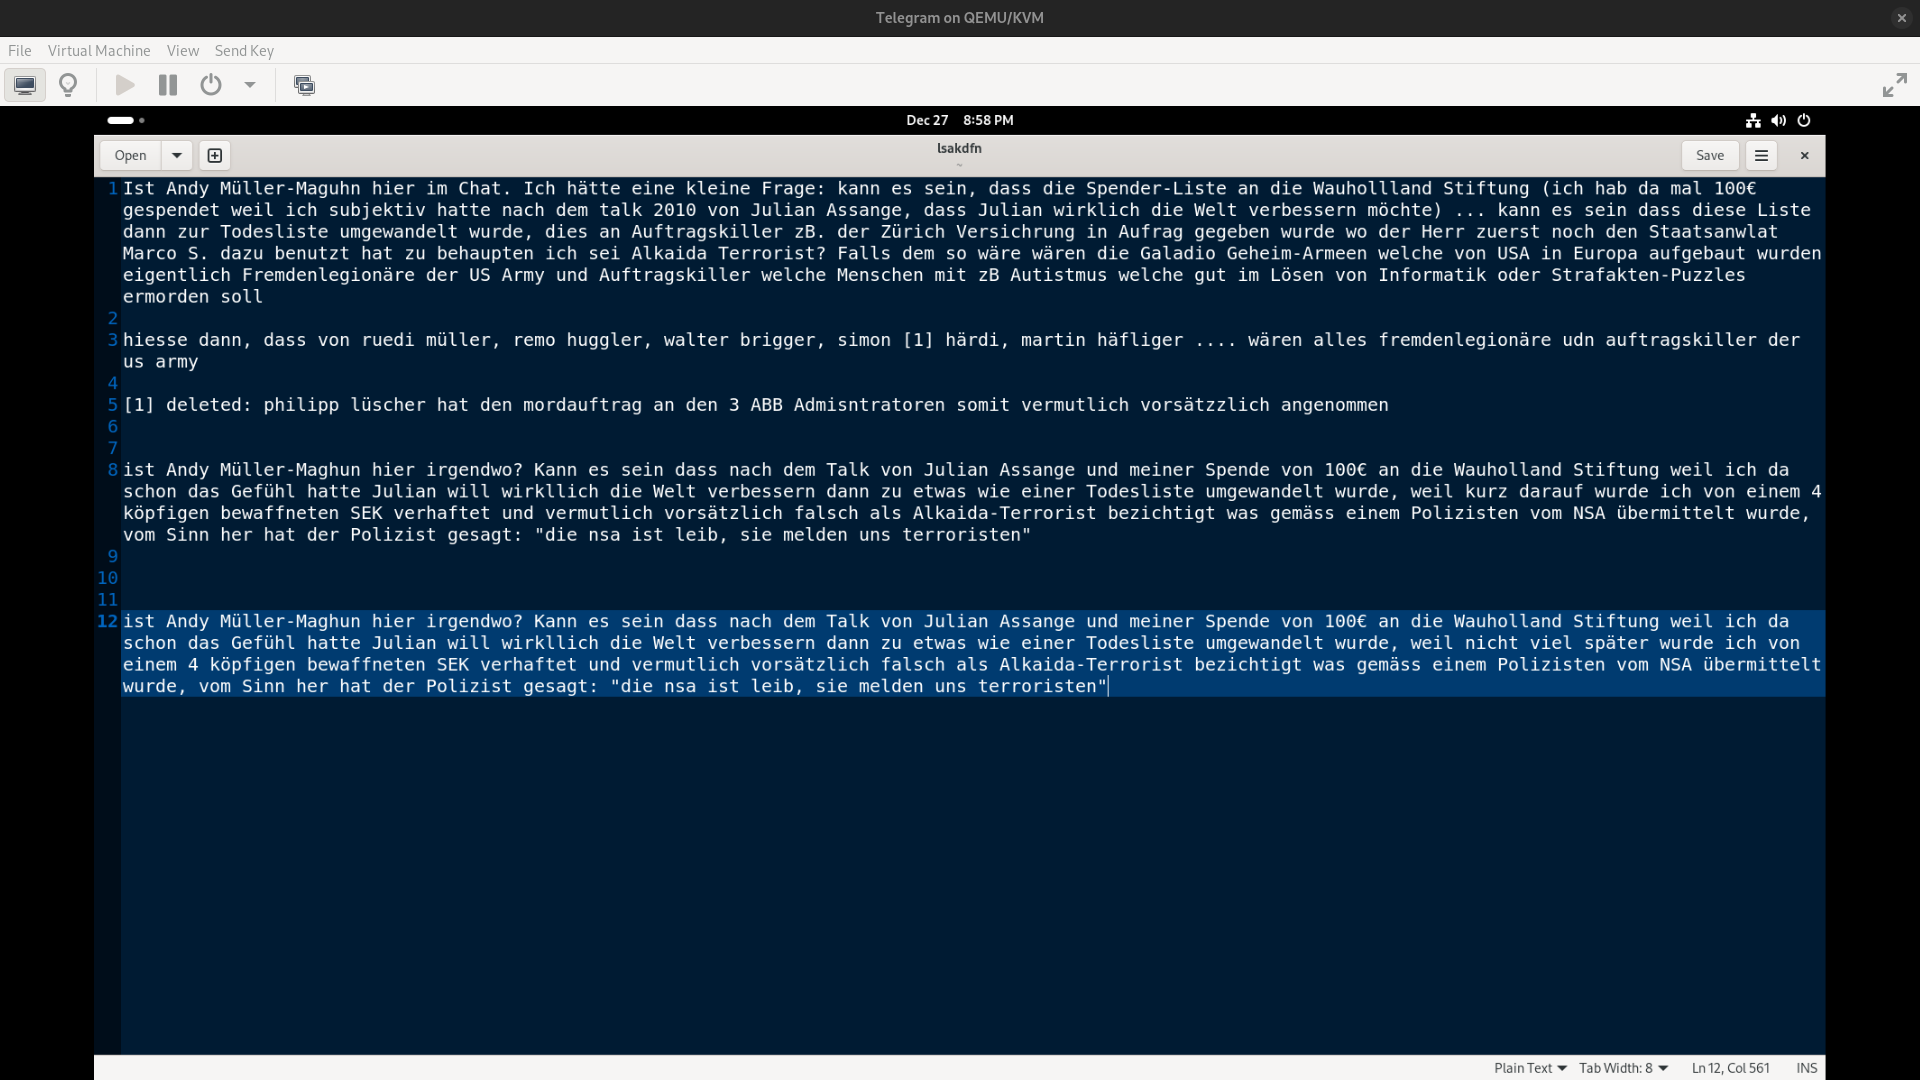 Telegram on QEMU/KVM
File Virtual Machine View Send Key
Dec 27 8:58 PM
Open
lsakdfn
~
Save
1 Ist Andy Müller-Maguhn hier im Chat. Ich hätte eine kleine Frage: kann es sein, dass die Spender-Liste an die Wauhollland Stiftung (ich hab da mal 100€
gespendet weil ich subjektiv hatte nach dem talk 2010 von Julian Assange, dass Julian wirklich die Welt verbessern möchte) ... kann es sein dass diese Liste
dann zur Todesliste umgewandelt wurde, dies an Auftragskiller zB. der Zürich Versichrung in Aufrag gegeben wurde wo der Herr zuerst noch den Staatsanwlat
Marco S. dazu benutzt hat zu behaupten ich sei Alkaida Terrorist? Falls dem so wäre wären die Galadio Geheim-Armeen welche von USA in Europa aufgebaut wurden
eigentlich Fremdenlegionäre der US Army und Auftragskiller welche Menschen mit zB Autistmus welche gut im Lösen von Informatik oder Strafakten-Puzzles
ermorden soll
2
3 hiesse dann, dass von ruedi müller, remo huggler, walter brigger, simon [1] härdi, martin häfliger .... wären alles fremdenlegionäre udn auftragskiller der
us army
4
5 [1] deleted: philipp lüscher hat den mordauftrag an den 3 ABB Admisntratoren somit vermutlich vorsätzzlich angenommen
6
7
8 ist Andy Müller-Maghun hier irgendwo? Kann es sein dass nach dem Talk von Julian Assange und meiner Spende von 100€ an die Wauholland Stiftung weil ich da
schon das Gefühl hatte Julian will wirkllich die Welt verbessern dann zu etwas wie einer Todesliste umgewandelt wurde, weil kurz darauf wurde ich von einem 4
köpfigen bewaffneten SEK verhaftet und vermutlich vorsätzlich falsch als Alkaida-Terrorist bezichtigt was gemäss einem Polizisten vom NSA übermittelt wurde,
vom Sinn her hat der Polizist gesagt: "die nsa ist leib, sie melden uns terroristen"
9
10
11
12 ist Andy Müller-Maghun hier irgendwo? Kann es sein dass nach dem Talk von Julian Assange und meiner Spende von 100€ an die Wauholland Stiftung weil ich da
schon das Gefühl hatte Julian will wirkllich die Welt verbessern dann zu etwas wie einer Todesliste umgewandelt wurde, weil nicht viel später wurde ich von
einem 4 köpfigen bewaffneten SEK verhaftet und vermutlich vorsätzlich falsch als Alkaida-Terrorist bezichtigt was gemäss einem Polizisten vom NSA übermittelt
wurde, vom Sinn her hat der Polizist gesagt: "die nsa ist leib, sie melden uns terroristen"
Plain Text Tab Width: 8 Ln 12, Col 561 INS